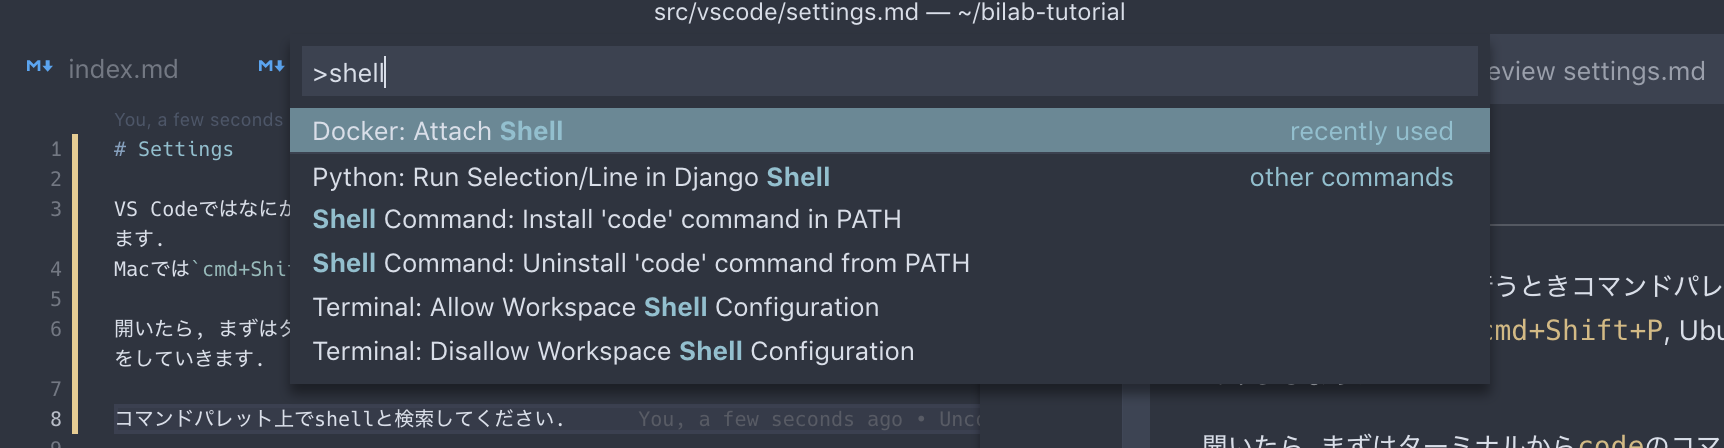 src/vscode/settings.md — ~/bilab-tutorial
index.md
eview settings.md
>shell
Docker: Attach Shell recently used
Python: Run Selection/Line in Django Shell other commands
Shell Command: Install 'code' command in PATH
Shell Command: Uninstall 'code' command from PATH
Terminal: Allow Workspace Shell Configuration
Terminal: Disallow Workspace Shell Configuration
You, a few seconds
1 # Settings
2
3 VS Codeではなにか
ます.
4 Macでは`cmd+Shi
5
6 開いたら, まずはタ
をしていきます.
7
8 コマンドパレット上でshellと検索してください. You, a few seconds ago • Unco
9
うときコマンドパレ
cmd+Shift+P, Ubu
開いたら, まずはターミナルからcodeのコマ